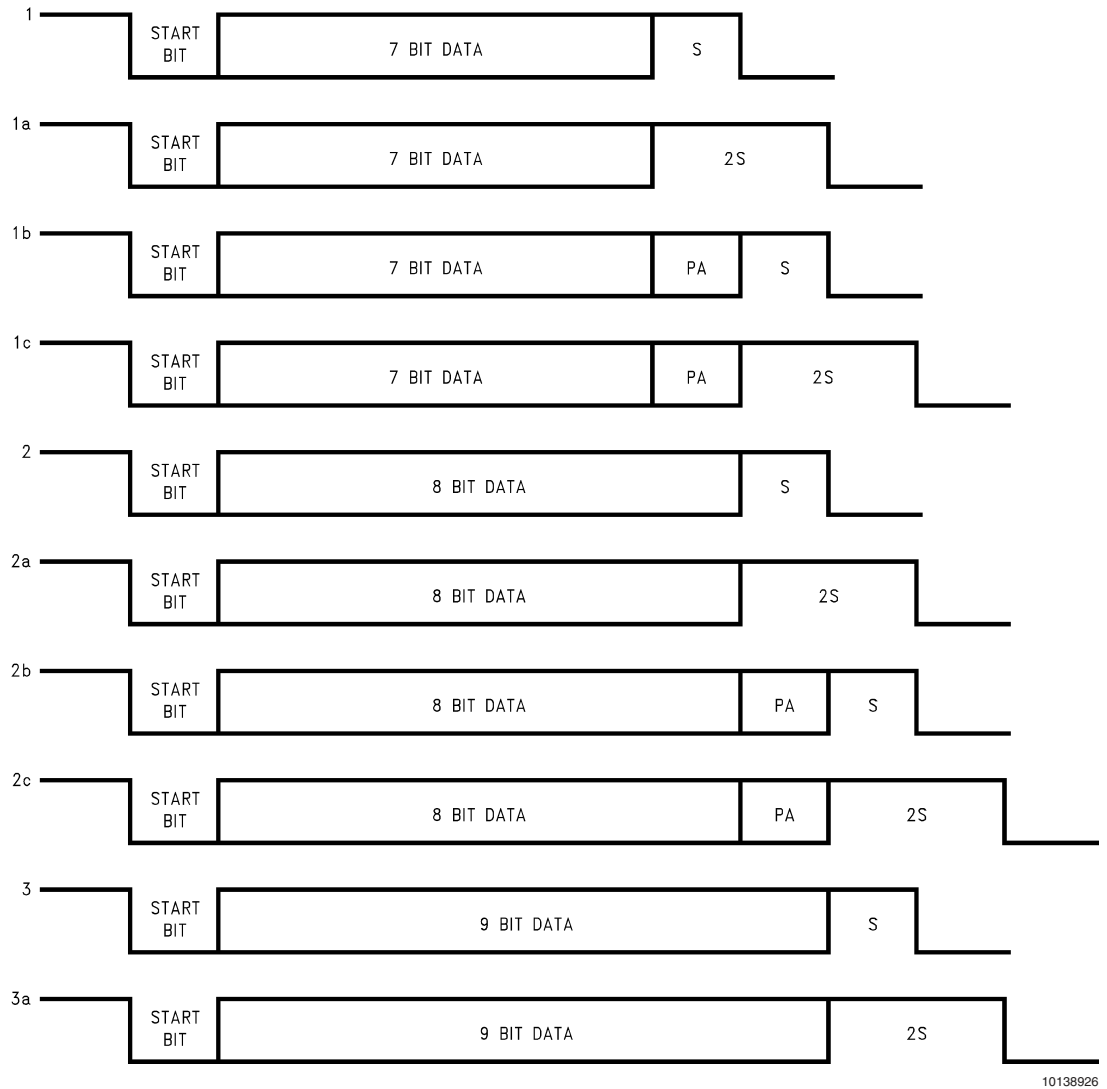 1
START
BIT
7 BIT DATA
S
1a
START
BIT
7 BIT DATA
2S
1b
START
BIT
7 BIT DATA
PA
S
1c
START
BIT
7 BIT DATA
PA
2S
2
START
BIT
8 BIT DATA
S
2a
START
BIT
8 BIT DATA
2S
2b
START
BIT
8 BIT DATA
PA
S
2c
START
BIT
8 BIT DATA
PA
2S
3
START
BIT
9 BIT DATA
S
3a
START
BIT
9 BIT DATA
2S
10138926